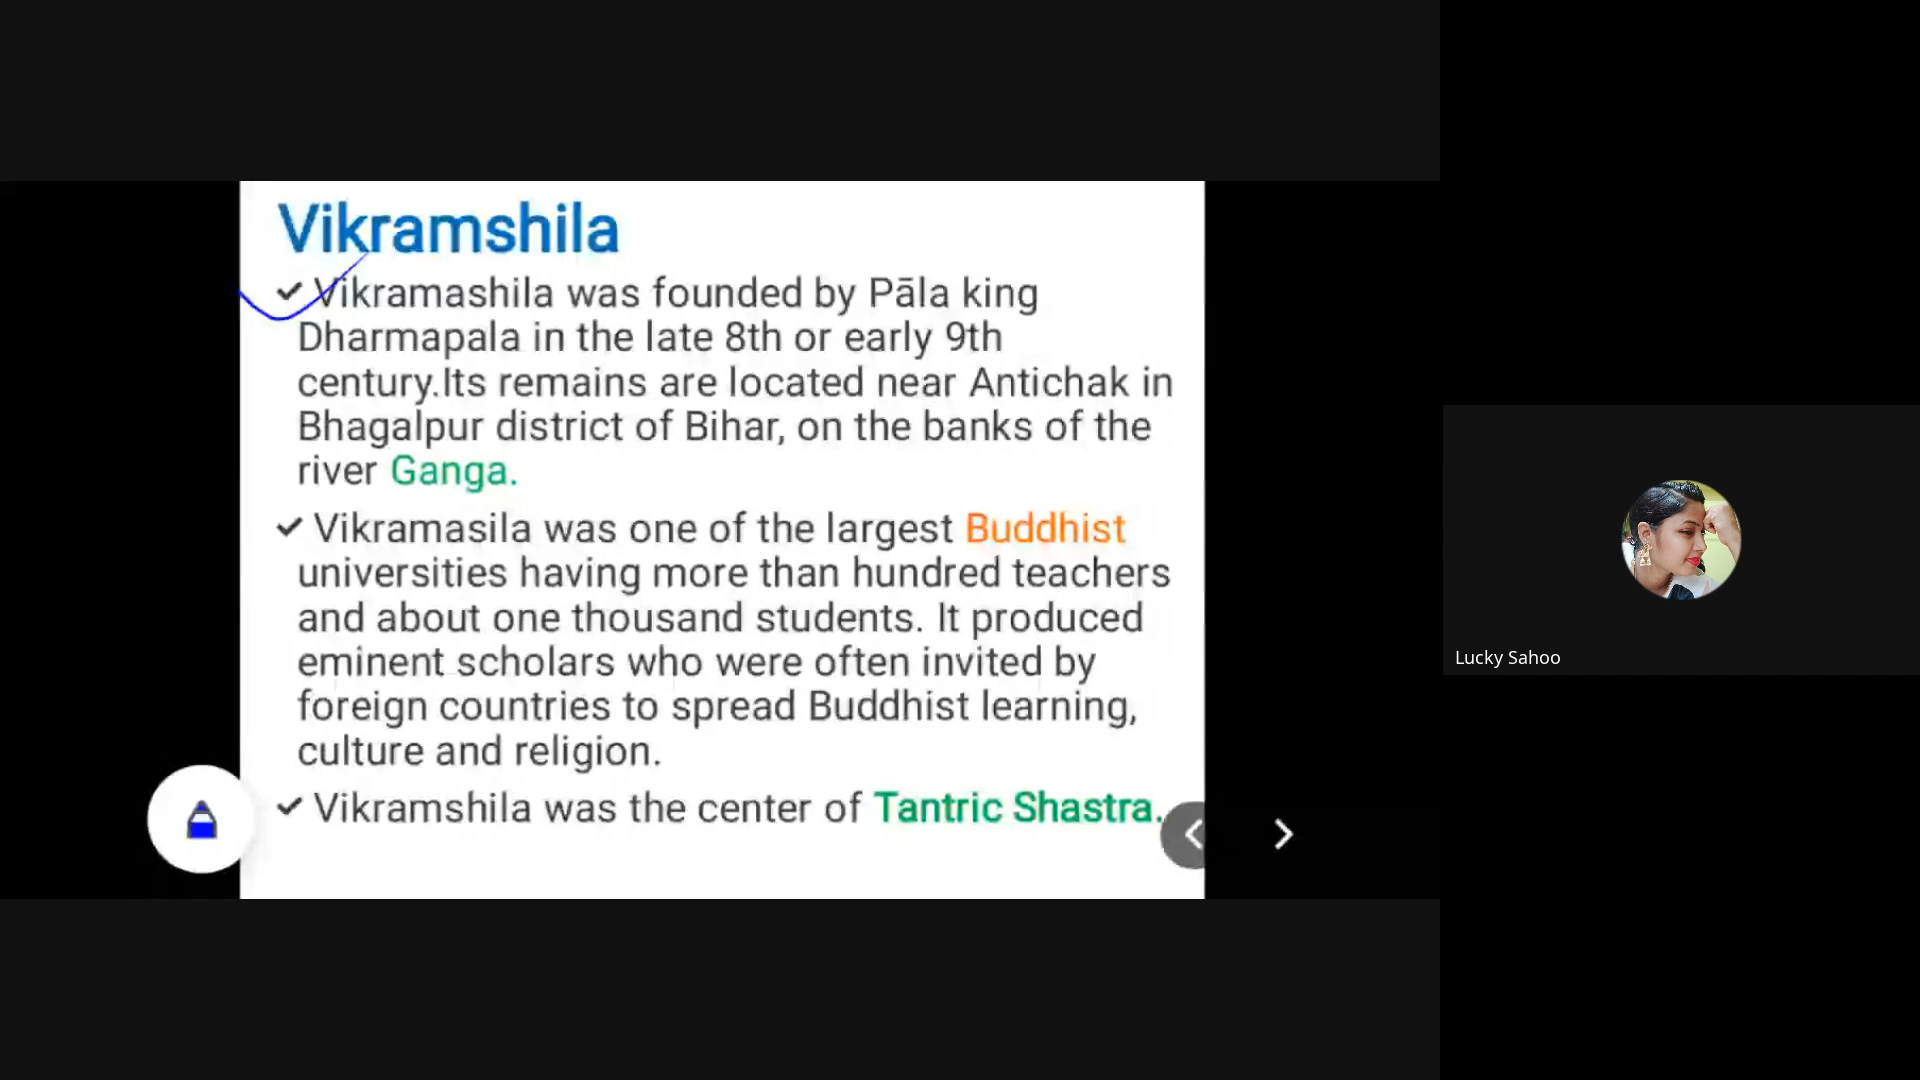 Vikramshila
Vikramashila was founded by Pāla king
Dharmapala in the late 8th or early 9th
century.Its remains are located near Antichak in
Bhagalpur district of Bihar, on the banks of the
river Ganga.
Vikramasila was one of the largest Buddhist
universities having more than hundred teachers
and about one thousand students. It produced
eminent scholars who were often invited by
foreign countries to spread Buddhist learning,
culture and religion.
Vikramshila was the center of Tantric Shastra.
Lucky Sahoo